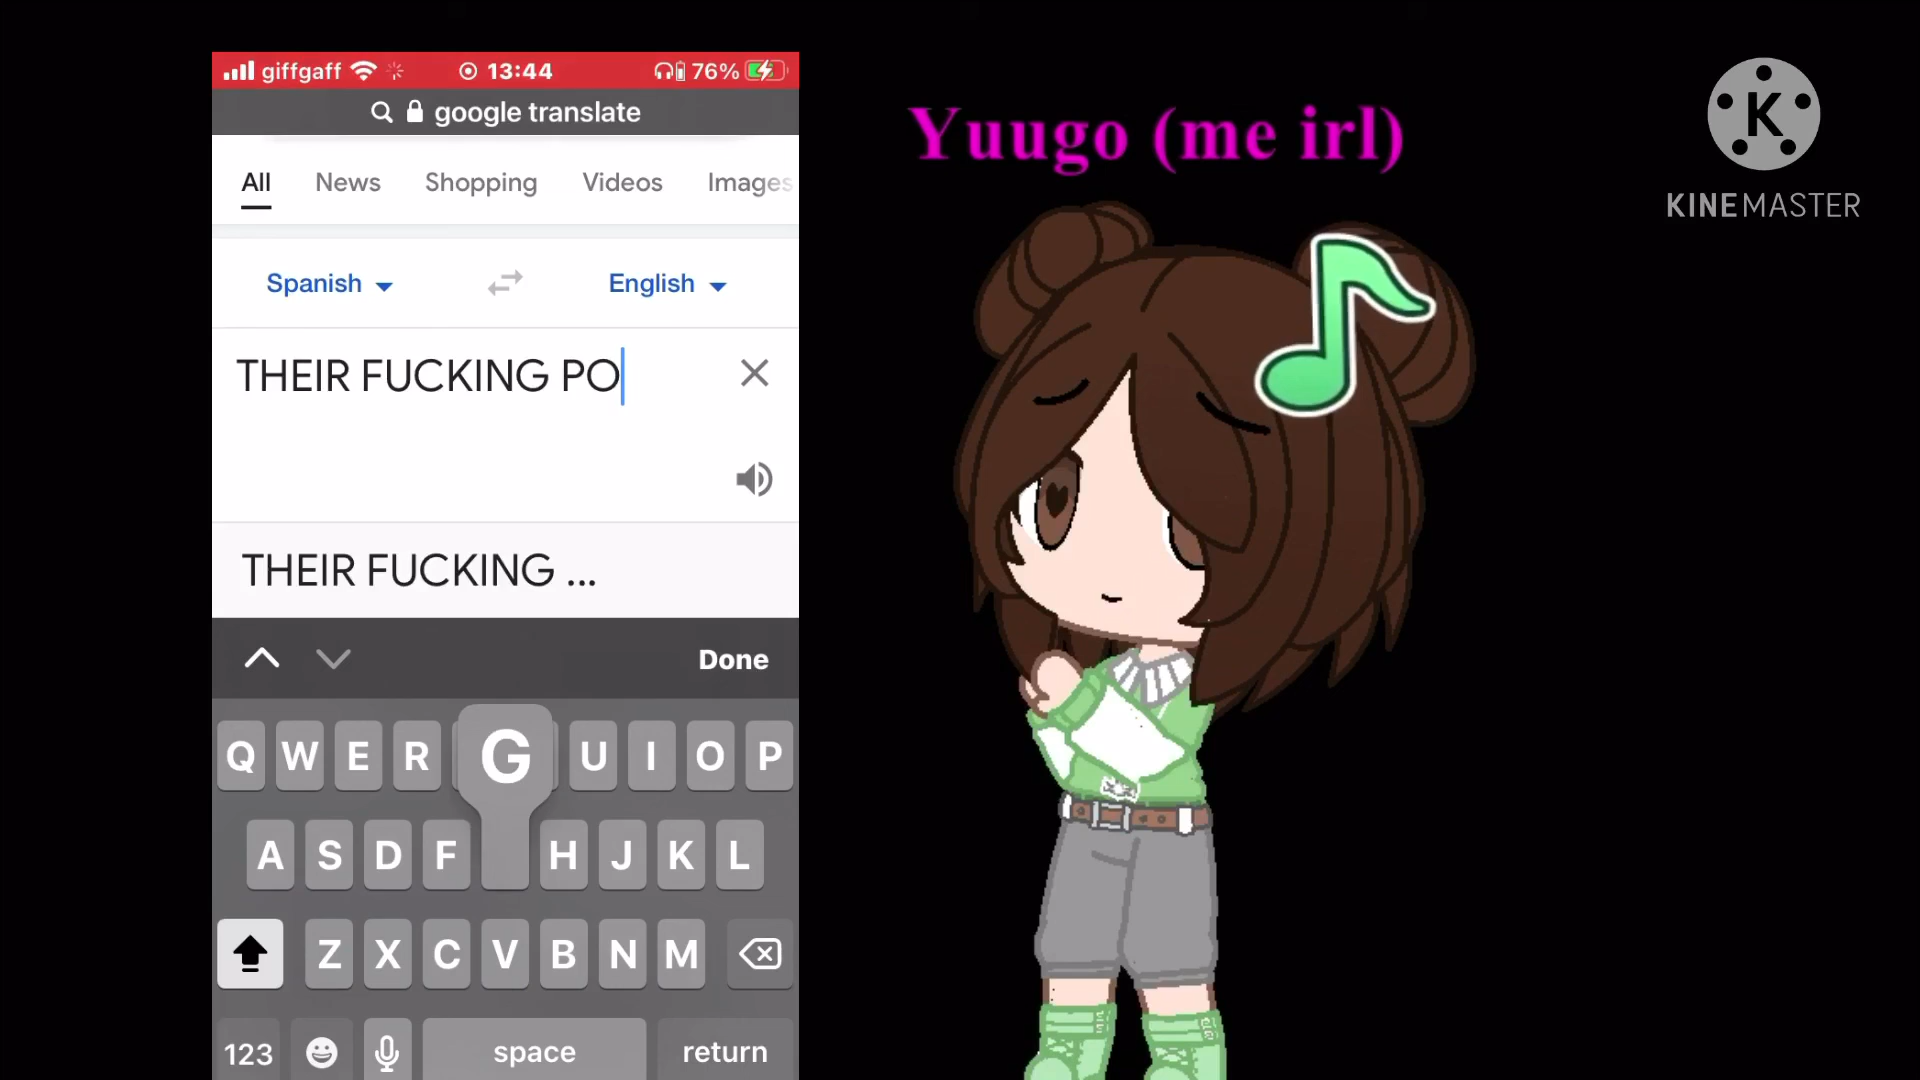 giffgaff 13:44 76%
google translate
All News Shopping Videos Images
Spanish English
THEIR FUCKING PO
THEIR FUCKING ...
Done
Q W E R G U I O P
A S D F H J K L
Z X C V B N M
123 space return
Yuugo (me irl)
K
KINEMASTER